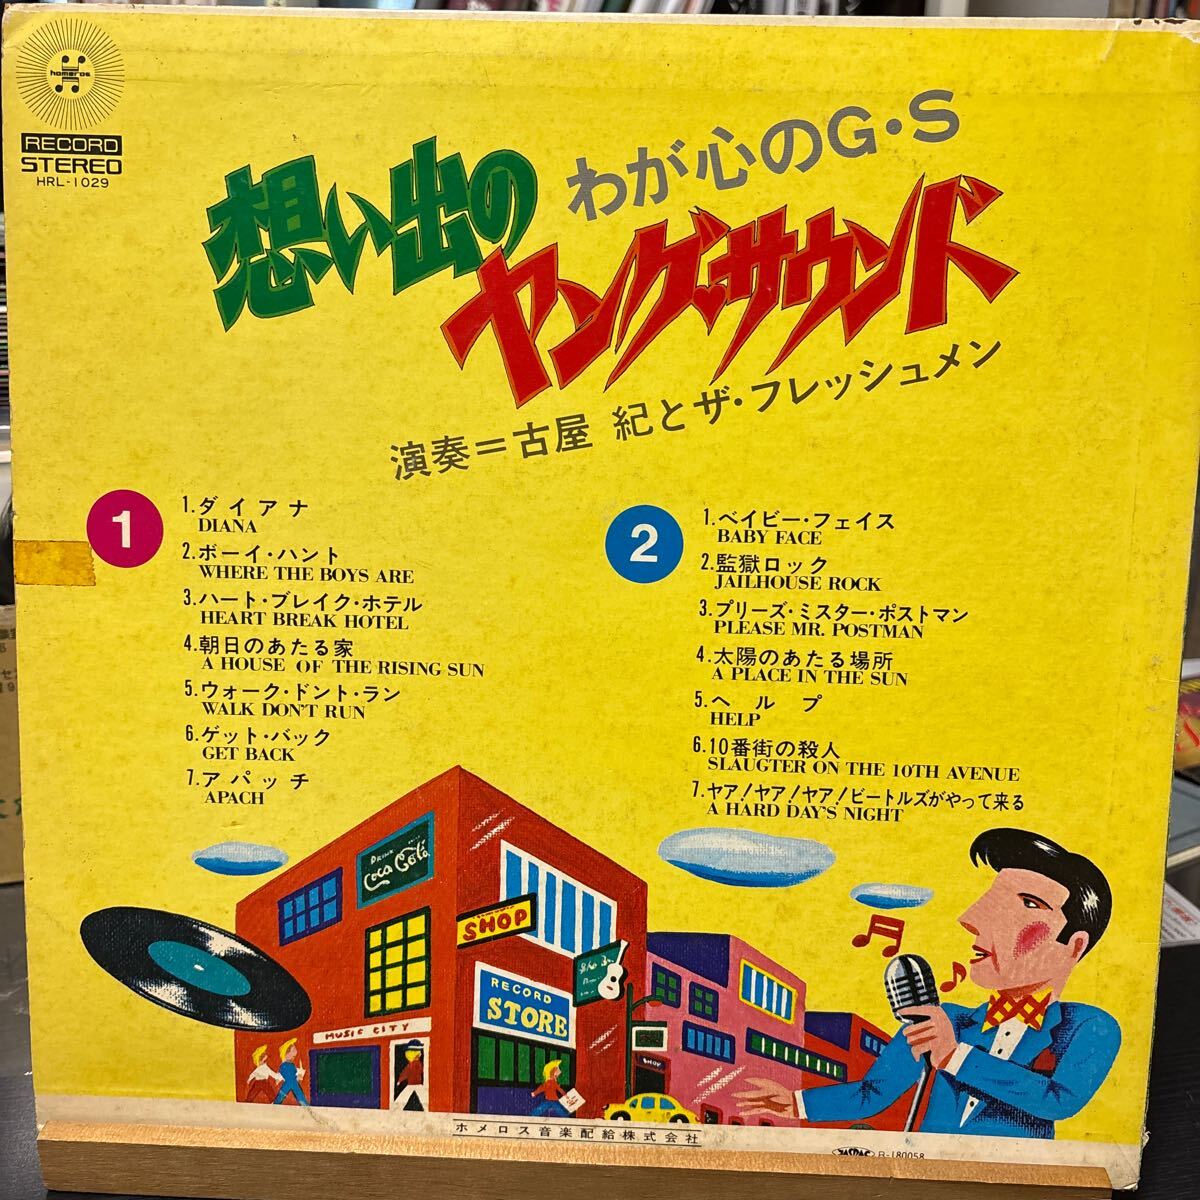 homeros
RECORD
STEREO
HRL-1029
わが心のG・S
想い出の
ヤング・サウンド
演奏=古屋 紀とザ・フレッシュメン
1
1.ダイアナ
DIANA
2.ボーイ・ハント
WHERE THE BOYS ARE
3.ハート・ブレイク・ホテル
HEART BREAK HOTEL
4.朝日のあたる家
A HOUSE OF THE RISING SUN
5.ウォーク・ドント・ラン
WALK DON'T RUN
6.ゲット・バック
GET BACK
7.アパッチ
APACH
2
1.ベイビー・フェイス
BABY FACE
2.監獄ロック
JAILHOUSE ROCK
3.プリーズ・ミスター・ポストマン
PLEASE MR. POSTMAN
4.太陽のあたる場所
A PLACE IN THE SUN
5.ヘルプ
HELP
6.10番街の殺人
SLAUGTER ON THE 10TH AVENUE
7.ヤア!ヤア!ヤア!ビートルズがやって来る
A HARD DAY'S NIGHT
DRINK
Coca Cola
SHOP
RECORD
STORE
MUSIC CITY
SHOP
ホメロス音楽配給株式会社
JASRAC R-180058